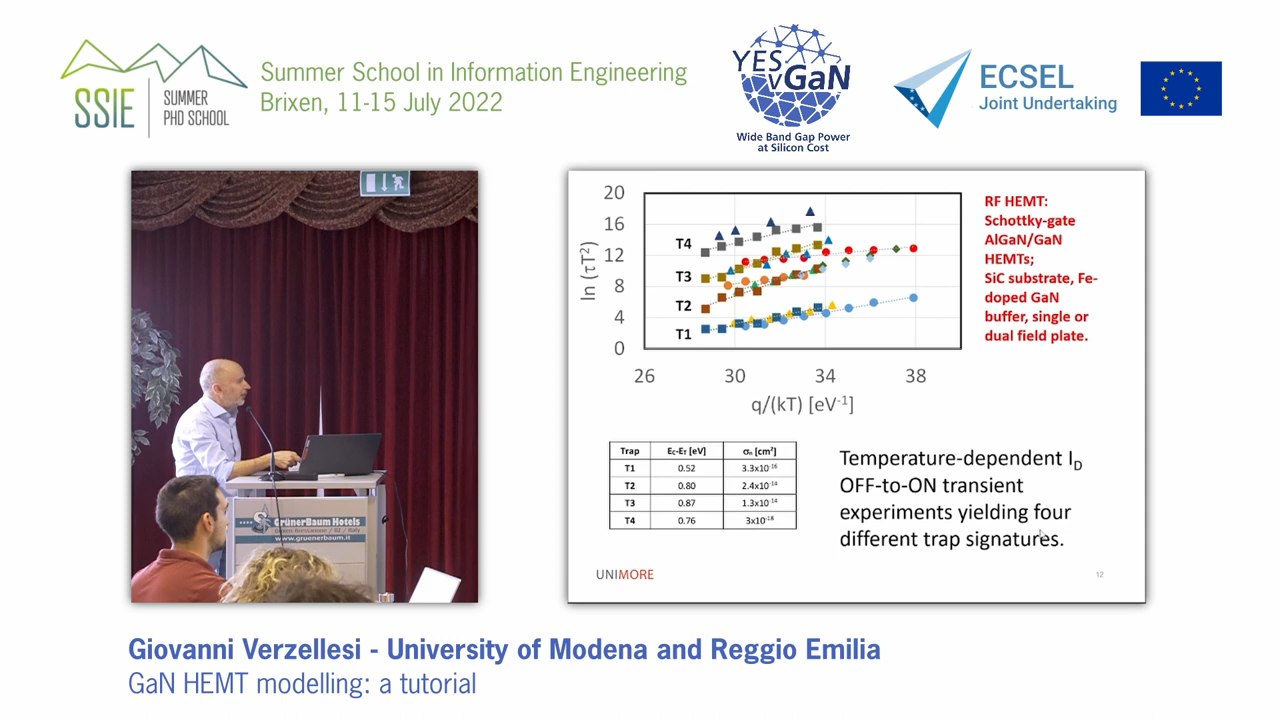 SSIE
SUMMER
PHD SCHOOL
Summer School in Information Engineering
Brixen, 11-15 July 2022
YES
vGaN
Wide Band Gap Power
at Silicon Cost
ECSEL
Joint Undertaking
GrünerBaum Hotels
www.gruenerbaum.it
20
16
12
8
4
0
ln (τT²)
T4
T3
T2
T1
26 30 34 38
q/(kT) [eV⁻¹]
RF HEMT:
Schottky-gate
AlGaN/GaN
HEMTs;
SiC substrate, Fe-
doped GaN
buffer, single or
dual field plate.
Trap E_C-E_T [eV] σ_n [cm²]
T1 0.52 3.3x10⁻¹⁶
T2 0.80 2.4x10⁻¹⁴
T3 0.87 1.3x10⁻¹⁴
T4 0.76 3x10⁻¹⁸
Temperature-dependent I_D
OFF-to-ON transient
experiments yielding four
different trap signatures.
UNIMORE
12
Giovanni Verzellesi - University of Modena and Reggio Emilia
GaN HEMT modelling: a tutorial